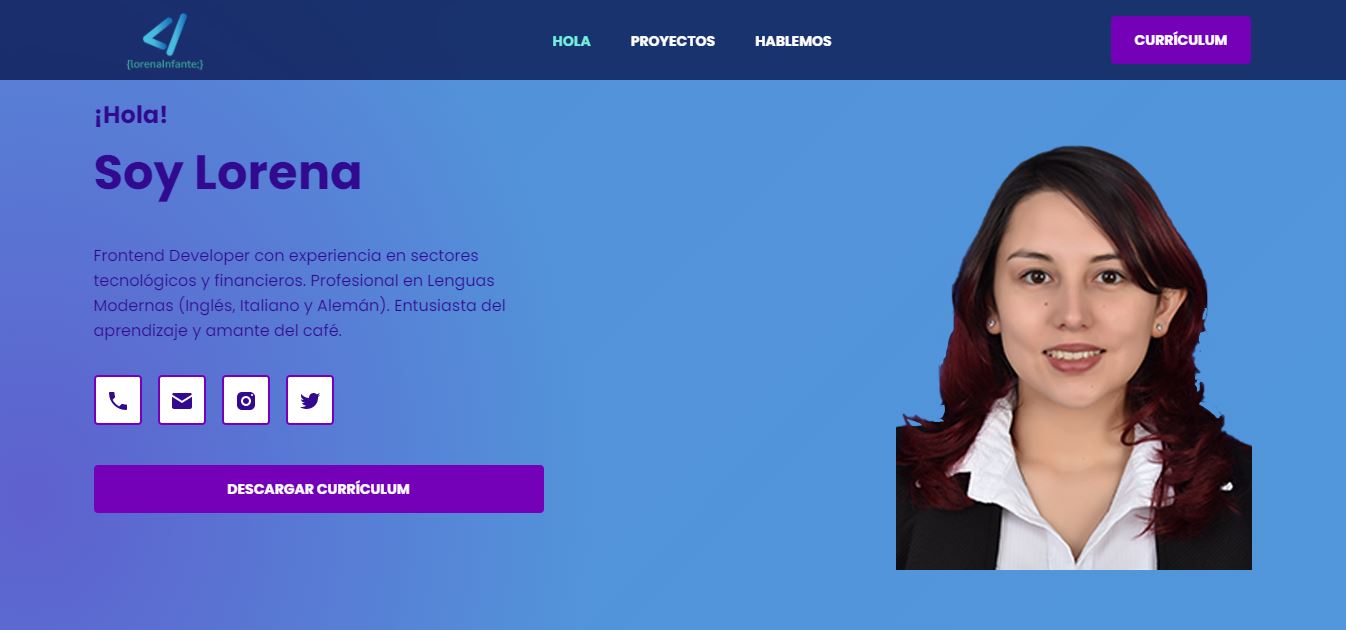 {lorenaInfante;}
HOLA
PROYECTOS
HABLEMOS
CURRÍCULUM
¡Hola!
Soy Lorena
Frontend Developer con experiencia en sectores
tecnológicos y financieros. Profesional en Lenguas
Modernas (Inglés, Italiano y Alemán). Entusiasta del
aprendizaje y amante del café.
DESCARGAR CURRÍCULUM